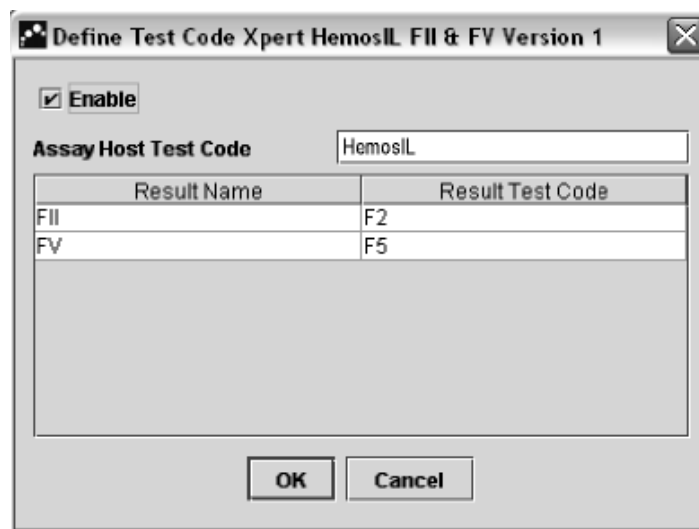 Define Test Code Xpert HemosIL FII & FV Version 1
Enable
Assay Host Test Code HemosIL
Result Name Result Test Code
FII F2
FV F5
OK Cancel